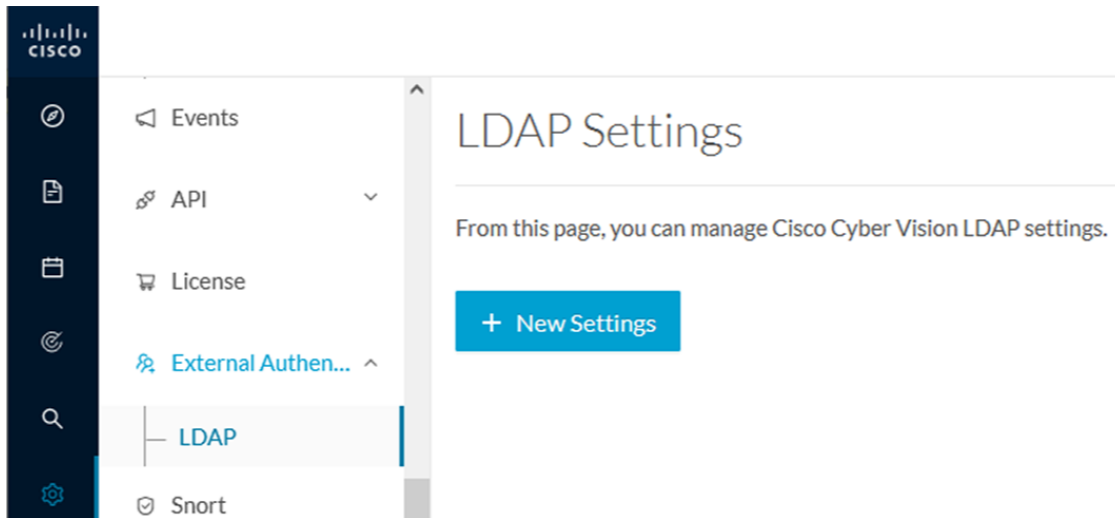 CISCO
Events
API
License
External Authen...
LDAP
Snort
LDAP Settings
From this page, you can manage Cisco Cyber Vision LDAP settings.
+ New Settings